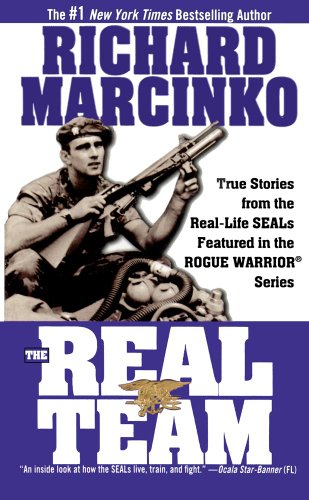 The #1 New York Times Bestselling Author
RICHARD
MARCINKO
True Stories
from the
Real-Life SEALs
Featured in the
ROGUE WARRIOR®
Series
THE REAL
TEAM
"An inside look at how the SEALs live, train, and fight." —Ocala Star-Banner (FL)